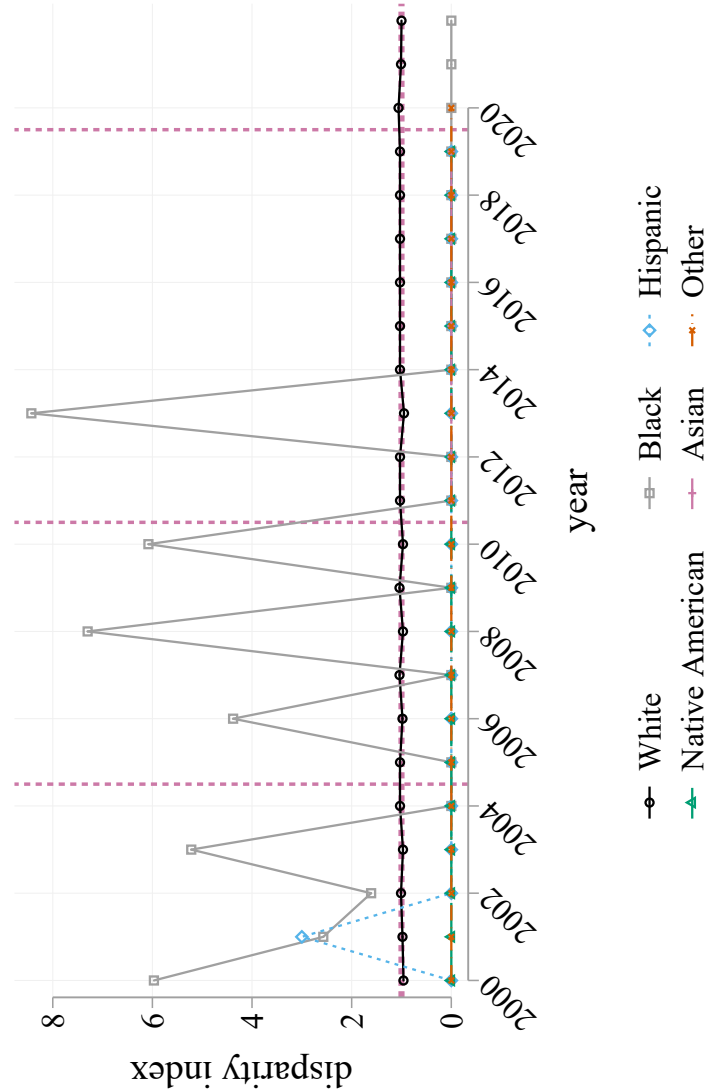 8
6
4
2
0
disparity index
2000
2002
2004
2006
2008
2010
2012
2014
2016
2018
2020
year
White
Black
Hispanic
Native American
Asian
Other